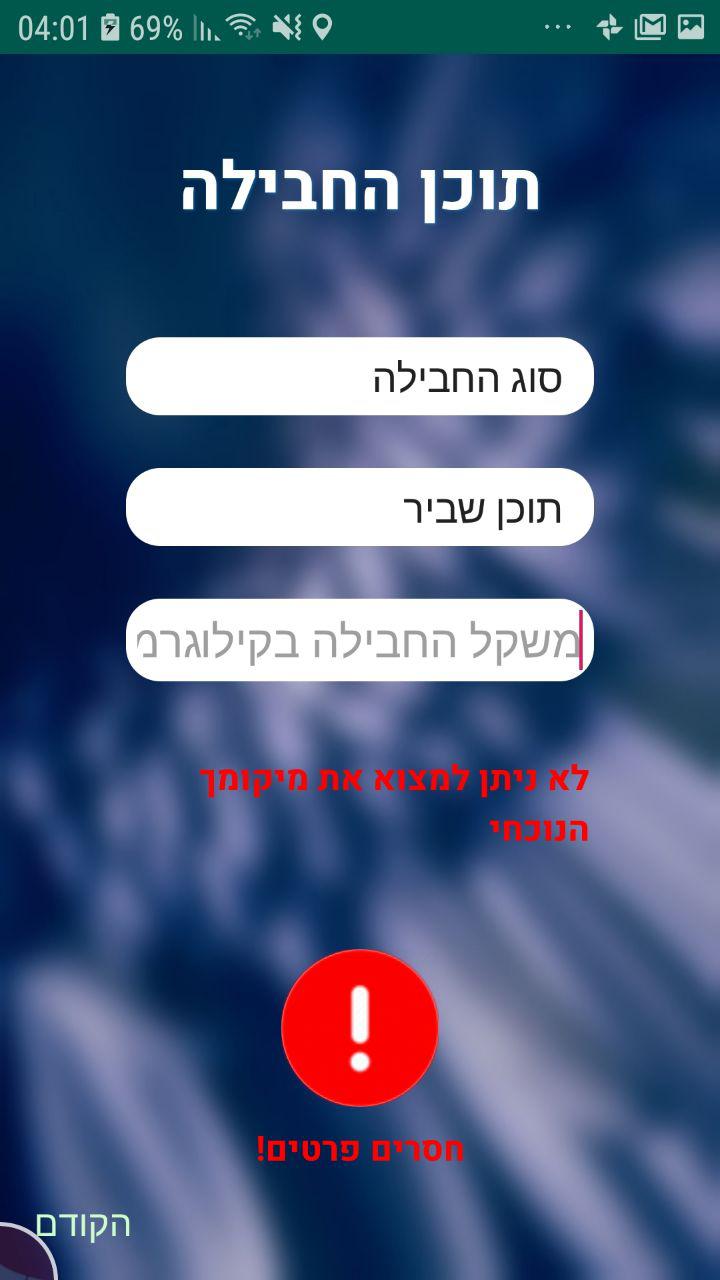 04:01 69% ...
תוכן החבילה
סוג החבילה
תוכן שביר
משקל החבילה בקילוגרמ
לא ניתן למצוא את מיקומך
הנוכחי
!
חסרים פרטים!
הקודם